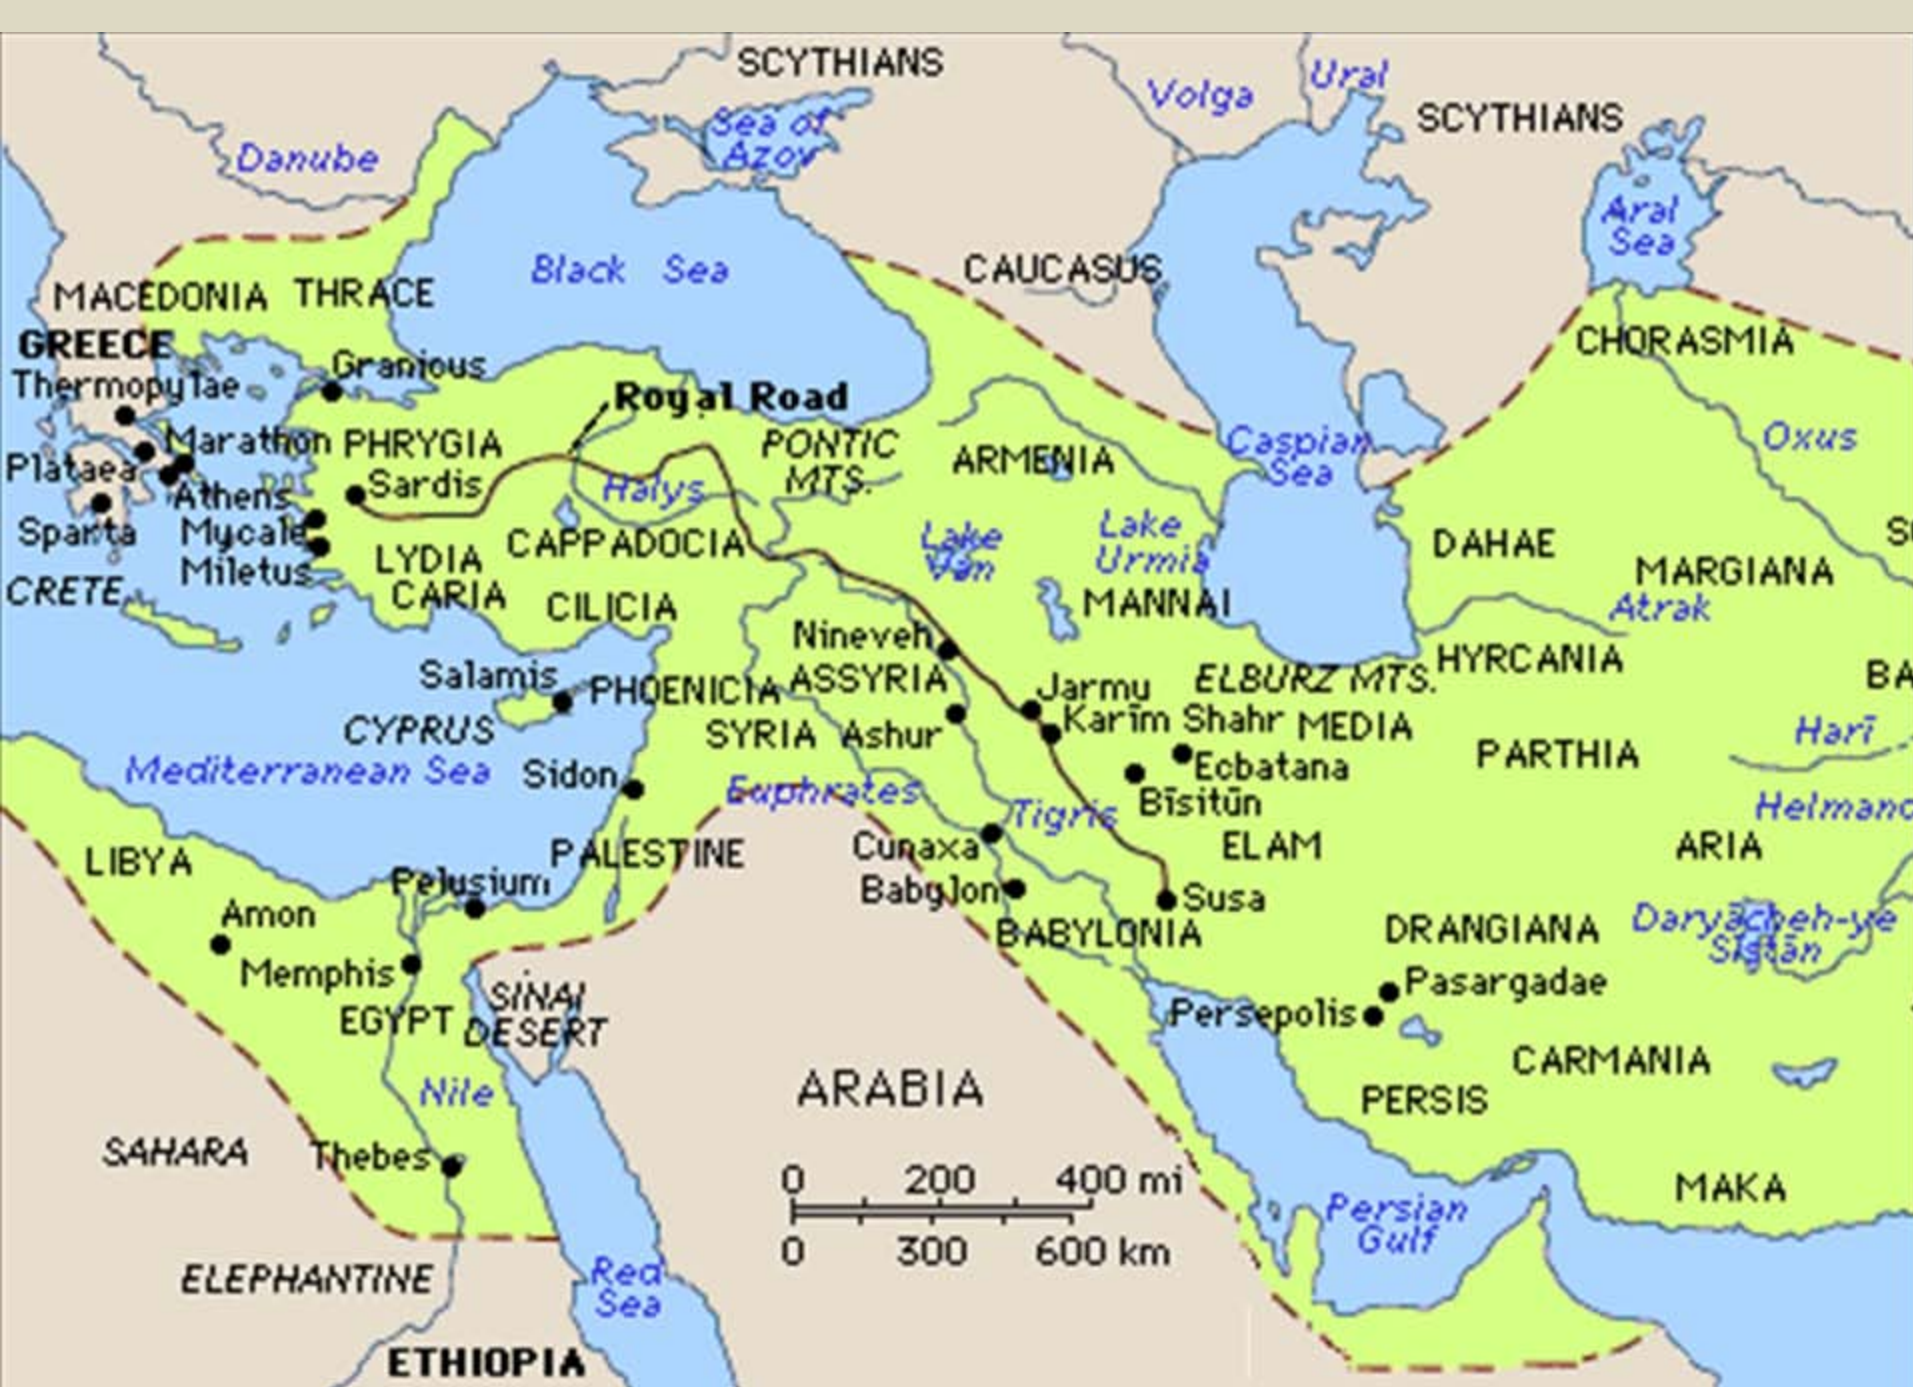 SCYTHIANS
Volga
Ural
SCYTHIANS
Sea of
Azov
Danube
Aral
Sea
Black Sea
CAUCASUS
MACEDONIA
THRACE
GREECE
CHORASMIA
Thermopylae
Granious
Royal Road
Marathon
PHRYGIA
PONTIC
MTS.
ARMENIA
Caspian
Sea
Oxus
Plataea
Sardis
Halys
Athens
Sparta
Mycale
Miletus
LYDIA
CAPPADOCIA
Lake
Van
Lake
Urmia
DAHAE
MARGIANA
CRETE
CARIA
CILICIA
MANNAI
Atrak
Nineveh
Salamis
PHOENICIA
ASSYRIA
Jarmu
ELBURZ MTS.
HYRCANIA
CYPRUS
SYRIA
Ashur
Karīm Shahr
MEDIA
Harī
PARTHIA
Mediterranean Sea
Sidon
Euphrates
Ecbatana
Bīsitūn
Tigris
LIBYA
PALESTINE
Cunaxa
ELAM
ARIA
Pelusium
Babylon
Susa
Amon
BABYLONIA
DRANGIANA
Daryācheh-ye
Sīstān
Memphis
SINAI
DESERT
Pasargadae
EGYPT
Persepolis
Nile
ARABIA
CARMANIA
PERSIS
SAHARA
Thebes
0 200 400 mi
0 300 600 km
MAKA
Persian
Gulf
ELEPHANTINE
Red
Sea
ETHIOPIA